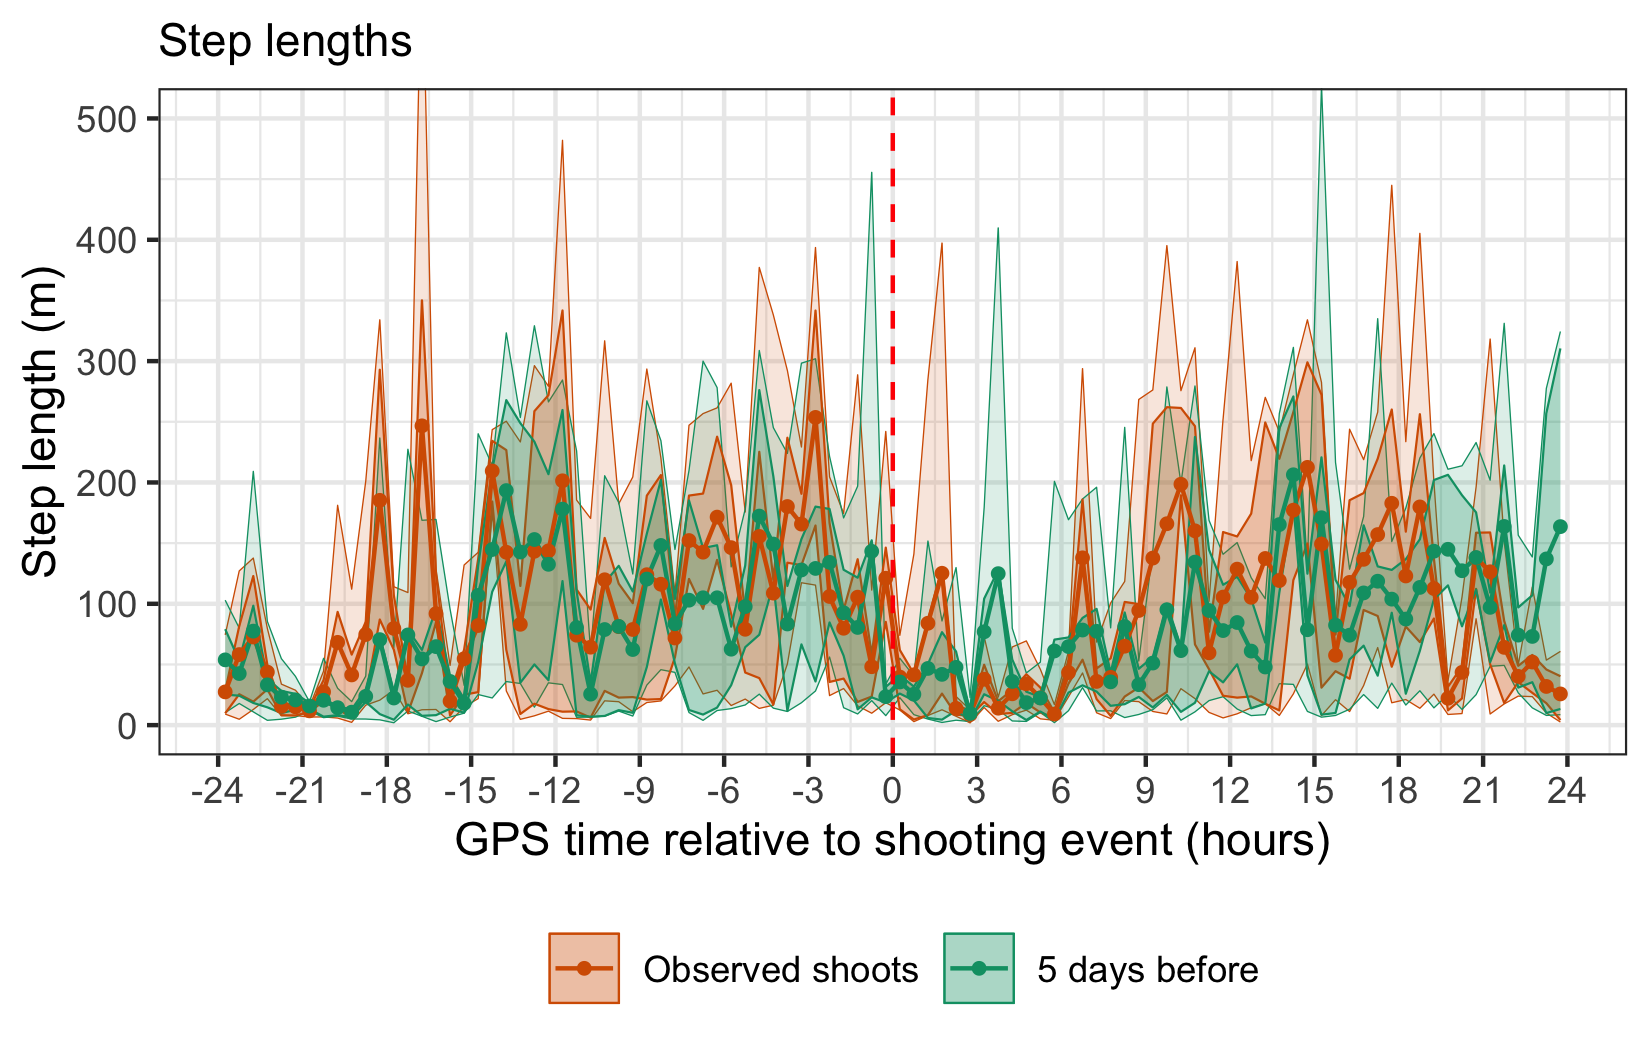 Step lengths
Step length (m)
500
400
300
200
100
0
-24 -21 -18 -15 -12 -9 -6 -3 0 3 6 9 12 15 18 21 24
GPS time relative to shooting event (hours)
Observed shoots 5 days before